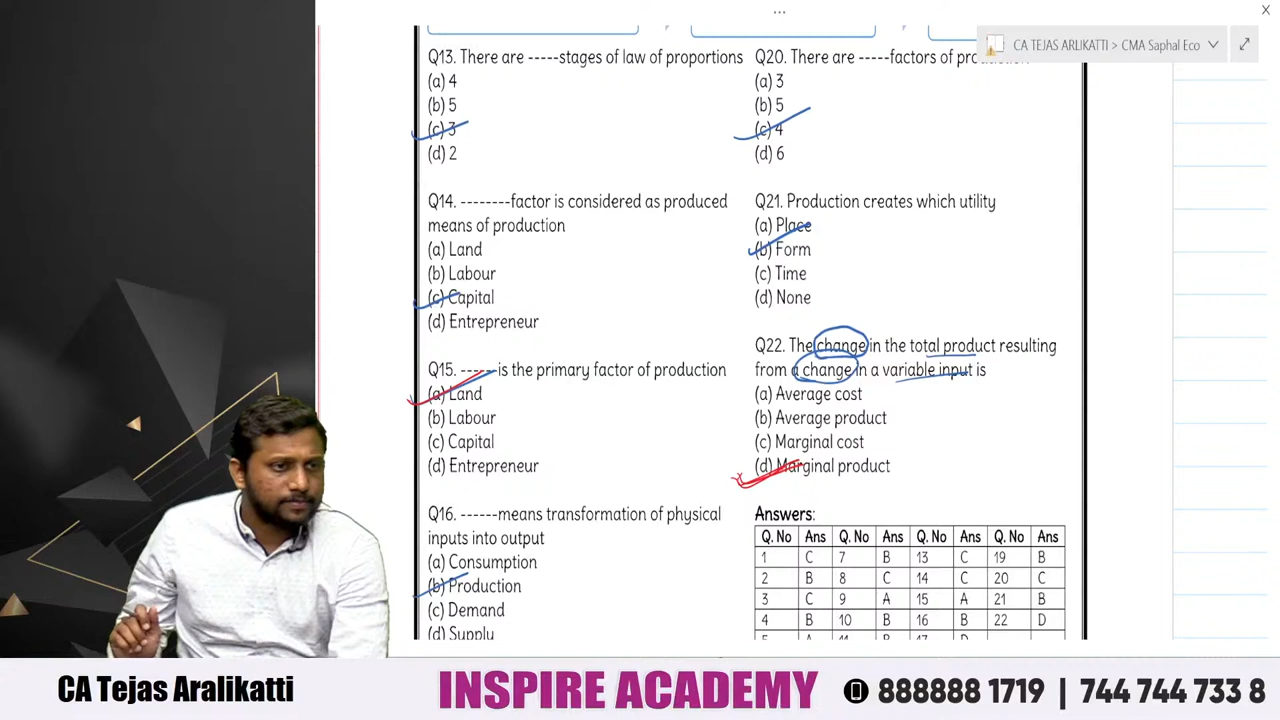 CA TEJAS ARLIKATTI > CMA Saphal Eco
Q13. There are -----stages of law of proportions
(a) 4
(b) 5
(c) 3
(d) 2
Q14. --------factor is considered as produced
means of production
(a) Land
(b) Labour
(c) Capital
(d) Entrepreneur
Q15. ------ is the primary factor of production
(a) Land
(b) Labour
(c) Capital
(d) Entrepreneur
Q16. ------means transformation of physical
inputs into output
(a) Consumption
(b) Production
(c) Demand
(d) Supply
Q20. There are -----factors of
(a) 3
(b) 5
(c) 4
(d) 6
Q21. Production creates which utility
(a) Place
(b) Form
(c) Time
(d) None
Q22. The change in the total product resulting
from a change in a variable input is
(a) Average cost
(b) Average product
(c) Marginal cost
(d) Marginal product
Answers:
Q. No Ans Q. No Ans Q. No Ans Q. No Ans
1 C 7 B 13 C 19 B
2 B 8 C 14 C 20 C
3 C 9 A 15 A 21 B
4 B 10 B 16 B 22 D
CA Tejas Aralikatti
INSPIRE ACADEMY
888888 1719 | 744 744 733 8